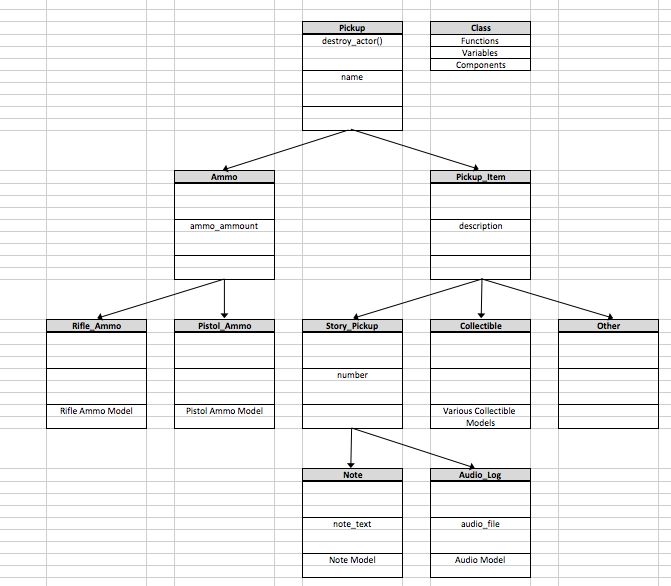 Pickup
destroy_actor()
name
Class
Functions
Variables
Components
Ammo
ammo_ammount
Pickup_Item
description
Rifle_Ammo
Rifle Ammo Model
Pistol_Ammo
Pistol Ammo Model
Story_Pickup
number
Collectible
Various Collectible
Models
Other
Note
note_text
Note Model
Audio_Log
audio_file
Audio Model